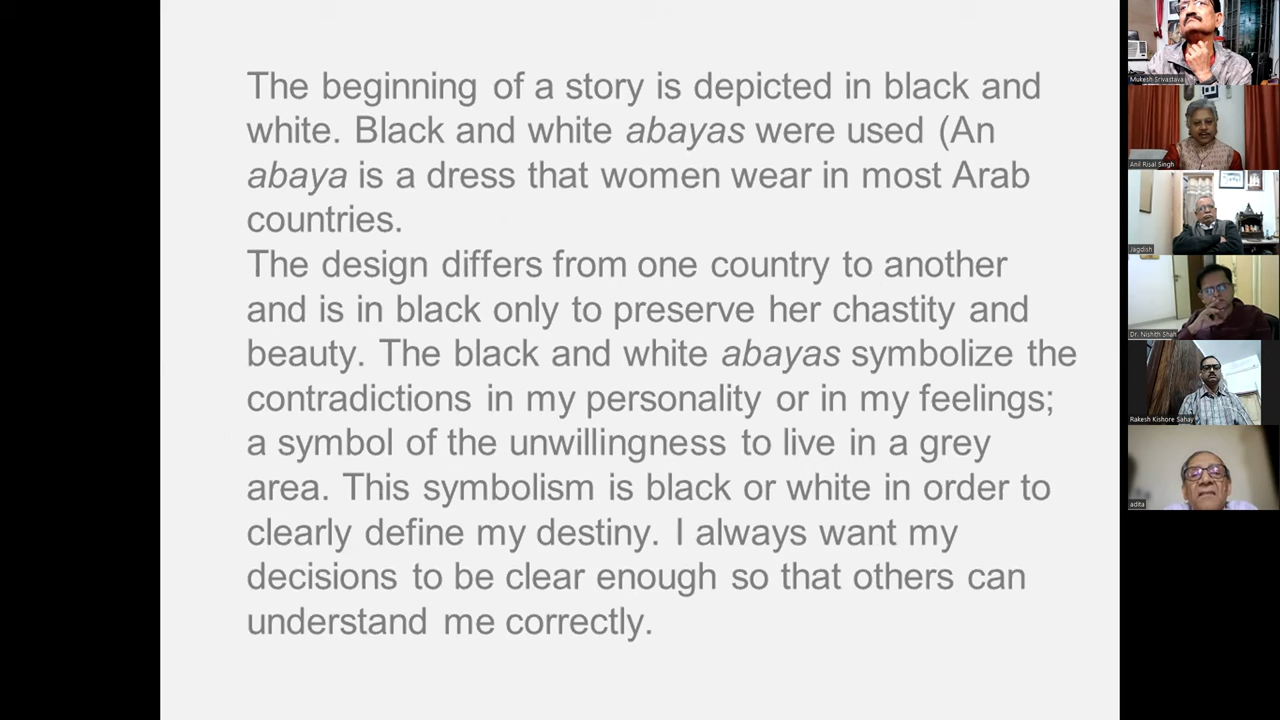 The beginning of a story is depicted in black and
white. Black and white abayas were used (An
abaya is a dress that women wear in most Arab
countries.
The design differs from one country to another
and is in black only to preserve her chastity and
beauty. The black and white abayas symbolize the
contradictions in my personality or in my feelings;
a symbol of the unwillingness to live in a grey
area. This symbolism is black or white in order to
clearly define my destiny. I always want my
decisions to be clear enough so that others can
understand me correctly.
Mukesh Srivastava
Anil Risal Singh
Jagdish
Dr. Nishith Shah
Rakesh Kishore Sahay
adita